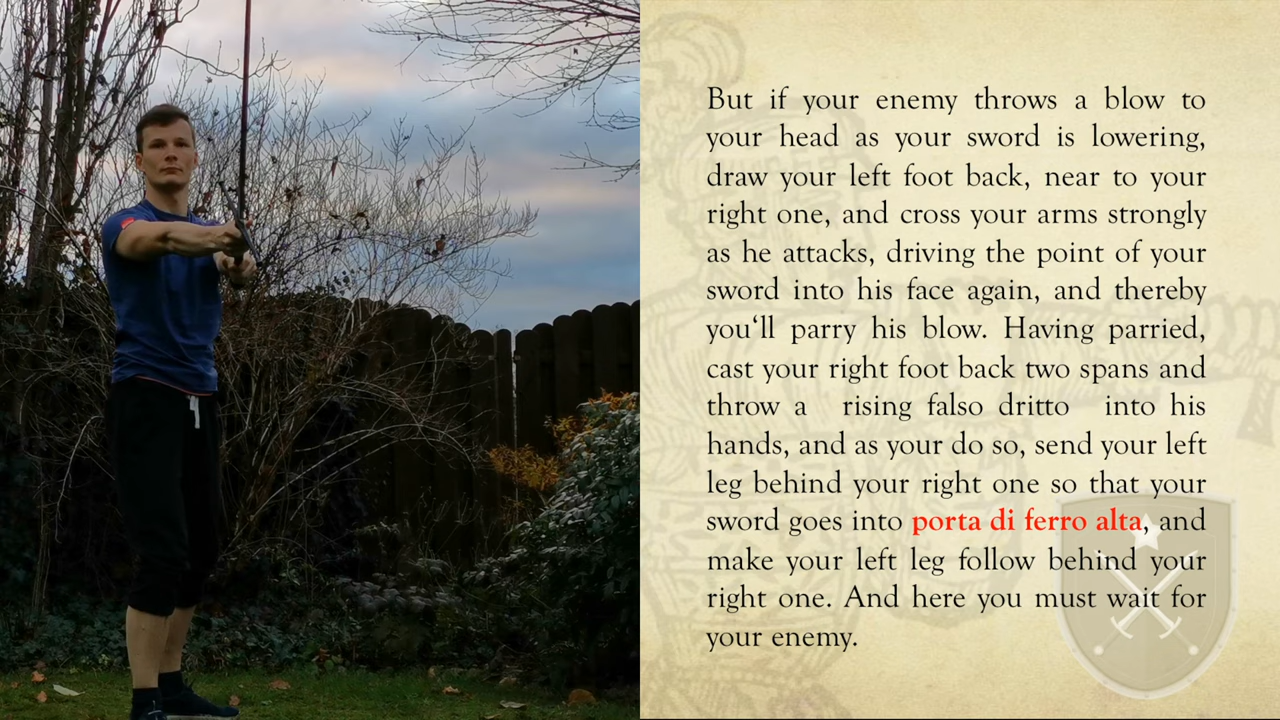 But if your enemy throws a blow to
your head as your sword is lowering,
draw your left foot back, near to your
right one, and cross your arms strongly
as he attacks, driving the point of your
sword into his face again, and thereby
you‘ll parry his blow. Having parried,
cast your right foot back two spans and
throw a rising falso dritto into his
hands, and as your do so, send your left
leg behind your right one so that your
sword goes into porta di ferro alta, and
make your left leg follow behind your
right one. And here you must wait for
your enemy.